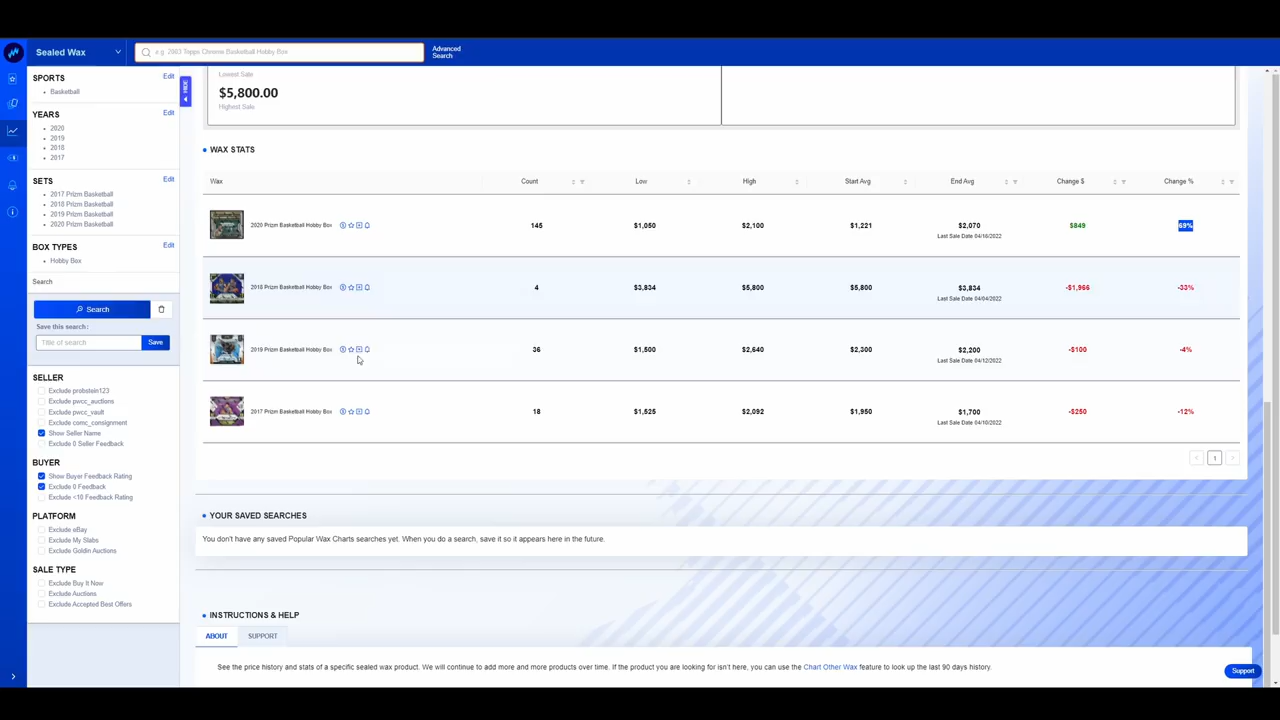 Sealed Wax
e.g. 2003 Topps Chrome Basketball Hobby Box
Advanced
Search
SPORTS
Edit
Basketball
YEARS
Edit
2020
2019
2018
2017
SETS
Edit
2017 Prizm Basketball
2018 Prizm Basketball
2019 Prizm Basketball
2020 Prizm Basketball
BOX TYPES
Edit
Hobby Box
Search
Search
Save this search:
Title of search
Save
SELLER
Exclude probstein123
Exclude pwcc_auctions
Exclude pwcc_vault
Exclude comc_consignment
Show Seller Name
Exclude 0 Seller Feedback
BUYER
Show Buyer Feedback Rating
Exclude 0 Feedback
Exclude <10 Feedback Rating
PLATFORM
Exclude eBay
Exclude My Slabs
Exclude Goldin Auctions
SALE TYPE
Exclude Buy It Now
Exclude Auctions
Exclude Accepted Best Offers
HIDE
Lowest Sale
$5,800.00
Highest Sale
WAX STATS
Wax Count Low High Start Avg End Avg Change $ Change %
2020 Prizm Basketball Hobby Box 145 $1,050 $2,100 $1,221 $2,070 $849 69%
Last Sale Date 04/16/2022
2018 Prizm Basketball Hobby Box 4 $3,834 $5,800 $5,800 $3,834 -$1,966 -33%
Last Sale Date 04/04/2022
2019 Prizm Basketball Hobby Box 36 $1,500 $2,640 $2,300 $2,200 -$100 -4%
Last Sale Date 04/12/2022
2017 Prizm Basketball Hobby Box 18 $1,525 $2,092 $1,950 $1,700 -$250 -12%
Last Sale Date 04/10/2022
1
YOUR SAVED SEARCHES
You don't have any saved Popular Wax Charts searches yet. When you do a search, save it so it appears here in the future.
INSTRUCTIONS & HELP
ABOUT
SUPPORT
See the price history and stats of a specific sealed wax product. We will continue to add more and more products over time. If the product you are looking for isn't here, you can use the Chart Other Wax feature to look up the last 90 days history.
Support